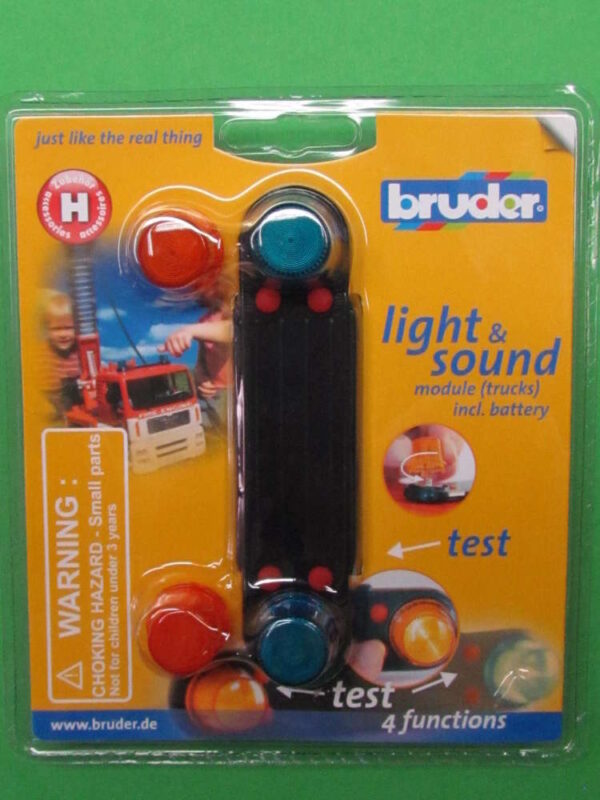 just like the real thing
Zubehör
H
accessories accessoires
bruder
light &
sound
module (trucks)
incl. battery
WARNING :
CHOKING HAZARD - Small parts
Not for children under 3 years
test
test
4 functions
www.bruder.de